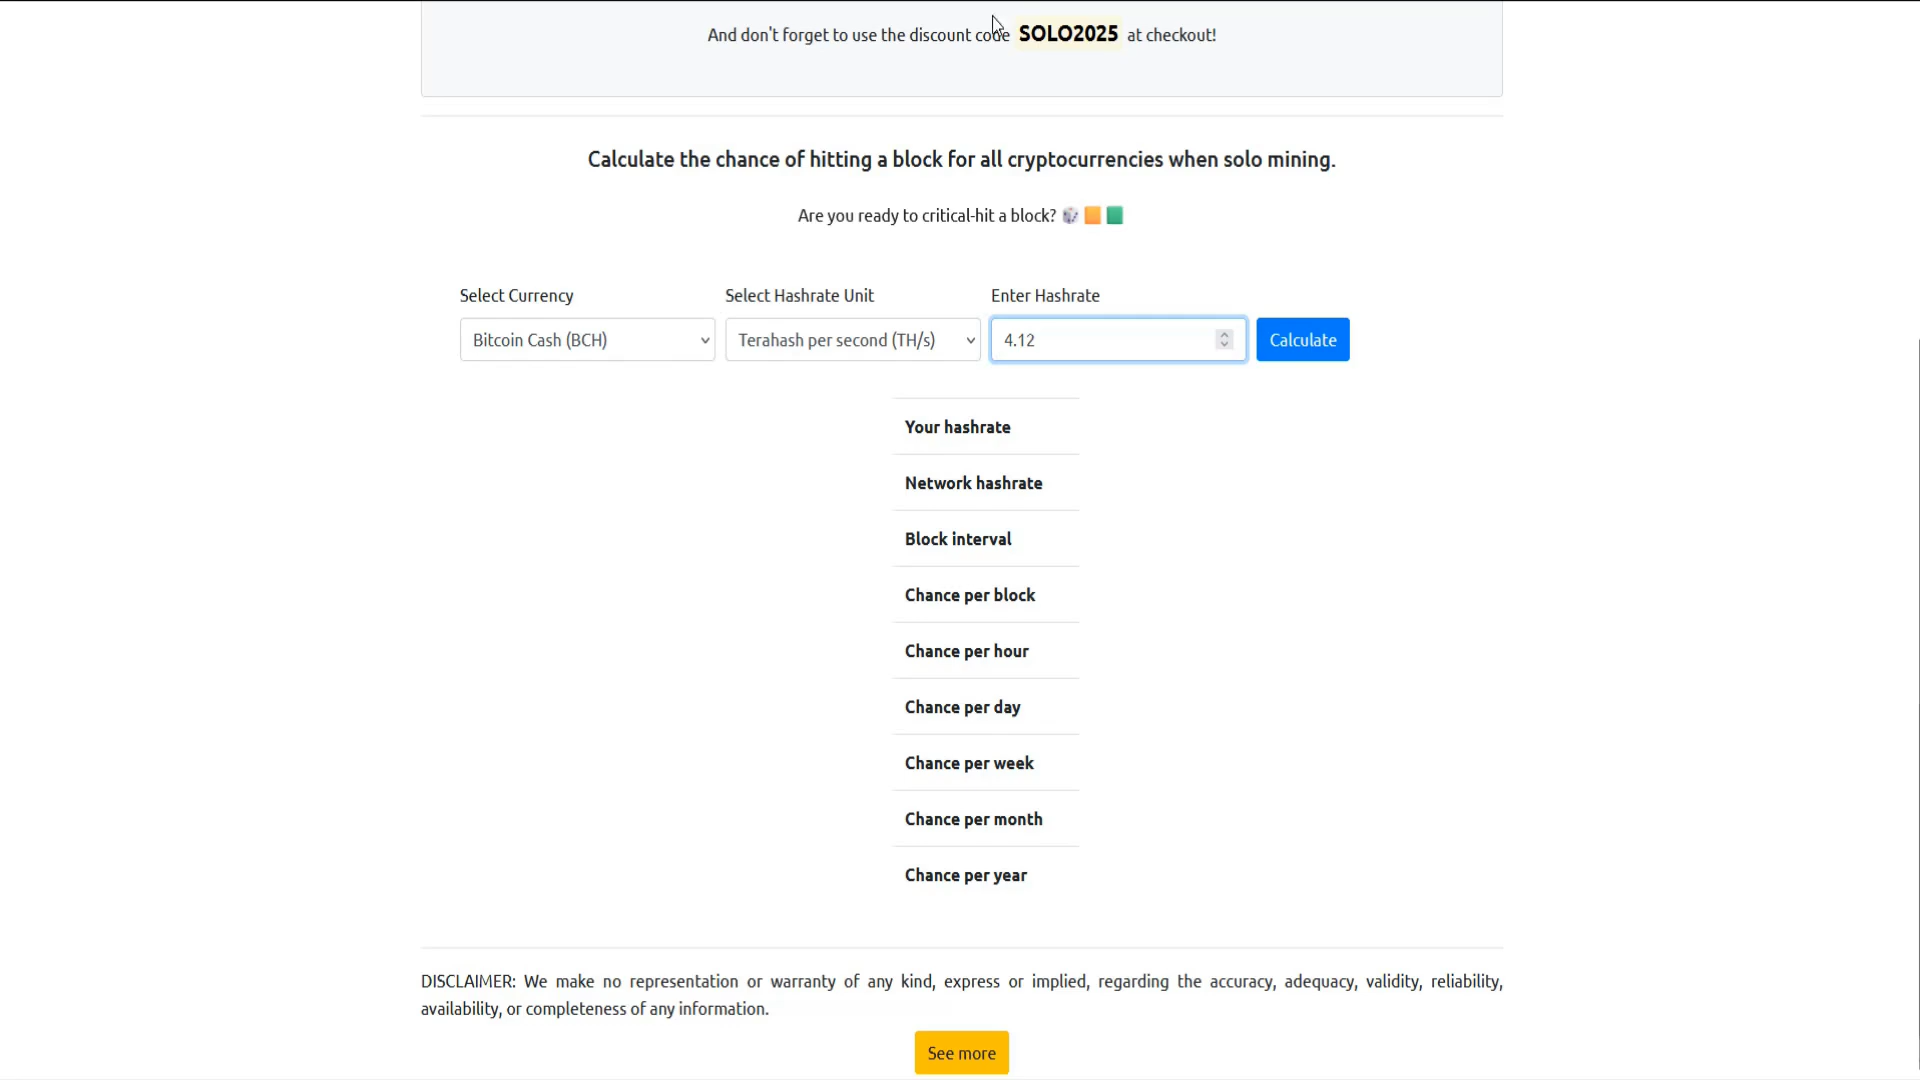 And don't forget to use the discount code SOLO2025 at checkout!
Calculate the chance of hitting a block for all cryptocurrencies when solo mining.
Are you ready to critical-hit a block?
Select Currency
Select Hashrate Unit
Enter Hashrate
Bitcoin Cash (BCH)
Terahash per second (TH/s)
4.12
Calculate
Your hashrate
Network hashrate
Block interval
Chance per block
Chance per hour
Chance per day
Chance per week
Chance per month
Chance per year
DISCLAIMER: We make no representation or warranty of any kind, express or implied, regarding the accuracy, adequacy, validity, reliability,
availability, or completeness of any information.
See more